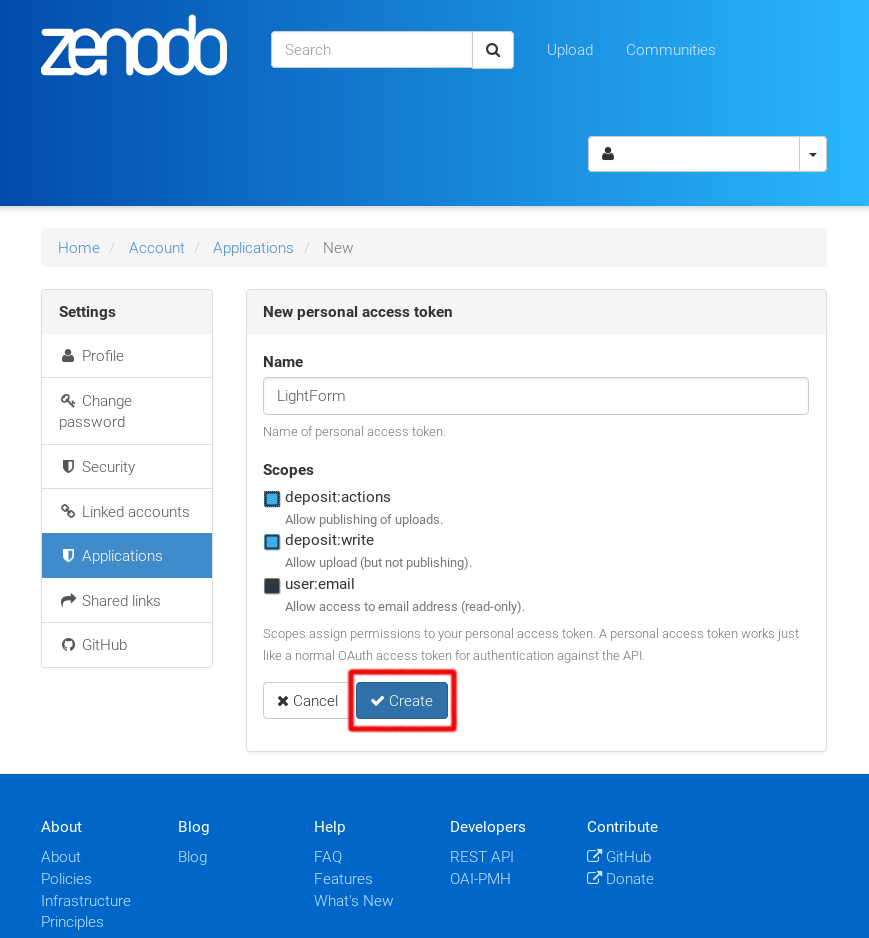 zenodo
Search
Upload
Communities
Home / Account / Applications / New
Settings
Profile
Change
password
Security
Linked accounts
Applications
Shared links
GitHub
New personal access token
Name
LightForm
Name of personal access token.
Scopes
deposit:actions
Allow publishing of uploads.
deposit:write
Allow upload (but not publishing).
user:email
Allow access to email address (read-only).
Scopes assign permissions to your personal access token. A personal access token works just
like a normal OAuth access token for authentication against the API.
Cancel
Create
About
About
Policies
Infrastructure
Principles
Blog
Blog
Help
FAQ
Features
What's New
Developers
REST API
OAI-PMH
Contribute
GitHub
Donate